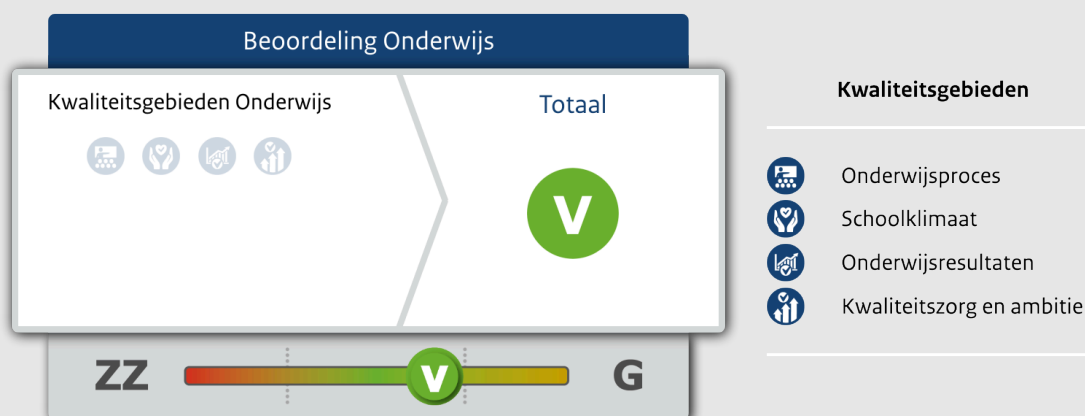 Beoordeling Onderwijs
Kwaliteitsgebieden Onderwijs
Totaal
V
ZZ
V
G
Kwaliteitsgebieden
Onderwijsproces
Schoolklimaat
Onderwijsresultaten
Kwaliteitszorg en ambitie